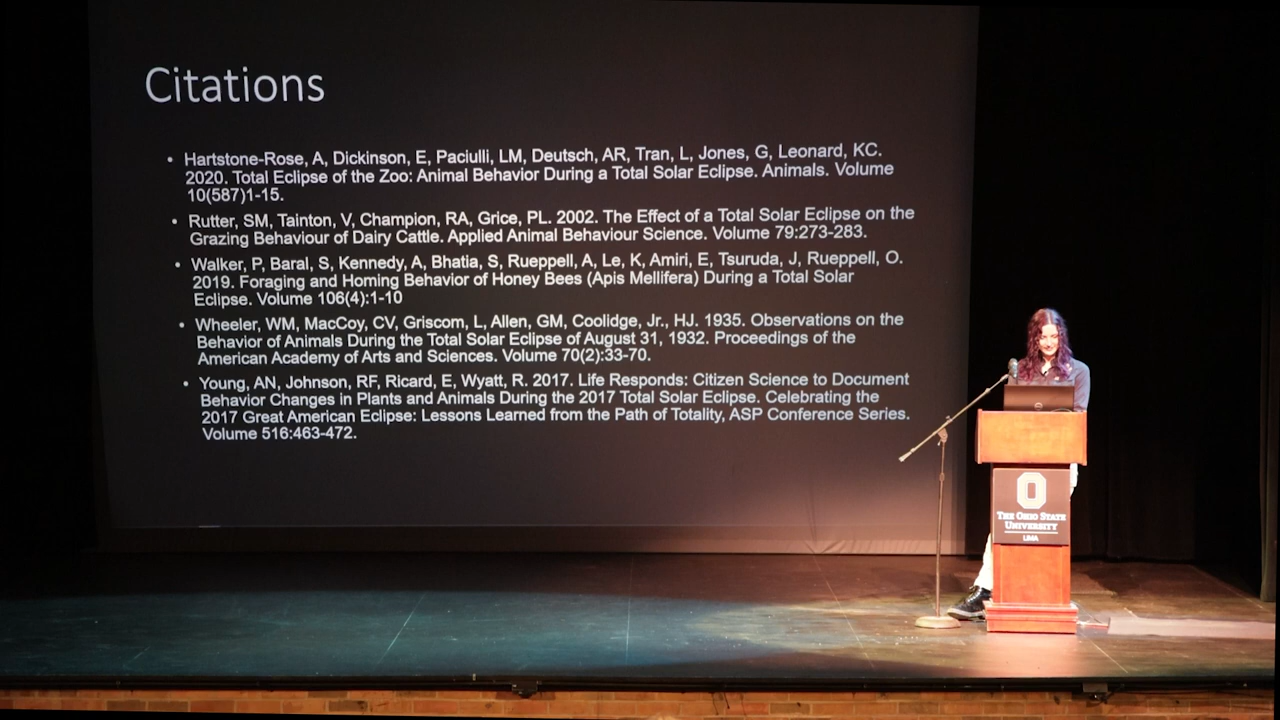 Citations
• Hartstone-Rose, A, Dickinson, E, Paciulli, LM, Deutsch, AR, Tran, L, Jones, G, Leonard, KC.
2020. Total Eclipse of the Zoo: Animal Behavior During a Total Solar Eclipse. Animals. Volume
10(587)1-15.
• Rutter, SM, Tainton, V, Champion, RA, Grice, PL. 2002. The Effect of a Total Solar Eclipse on the
Grazing Behaviour of Dairy Cattle. Applied Animal Behaviour Science. Volume 79:273-283.
• Walker, P, Baral, S, Kennedy, A, Bhatia, S, Rueppell, A, Le, K, Amiri, E, Tsuruda, J, Rueppell, O.
2019. Foraging and Homing Behavior of Honey Bees (Apis Mellifera) During a Total Solar
Eclipse. Volume 106(4):1-10
• Wheeler, WM, MacCoy, CV, Griscom, L, Allen, GM, Coolidge, Jr., HJ. 1935. Observations on the
Behavior of Animals During the Total Solar Eclipse of August 31, 1932. Proceedings of the
American Academy of Arts and Sciences. Volume 70(2):33-70.
• Young, AN, Johnson, RF, Ricard, E, Wyatt, R. 2017. Life Responds: Citizen Science to Document
Behavior Changes in Plants and Animals During the 2017 Total Solar Eclipse. Celebrating the
2017 Great American Eclipse: Lessons Learned from the Path of Totality, ASP Conference Series.
Volume 516:463-472.
O
THE OHIO STATE
UNIVERSITY
LIMA